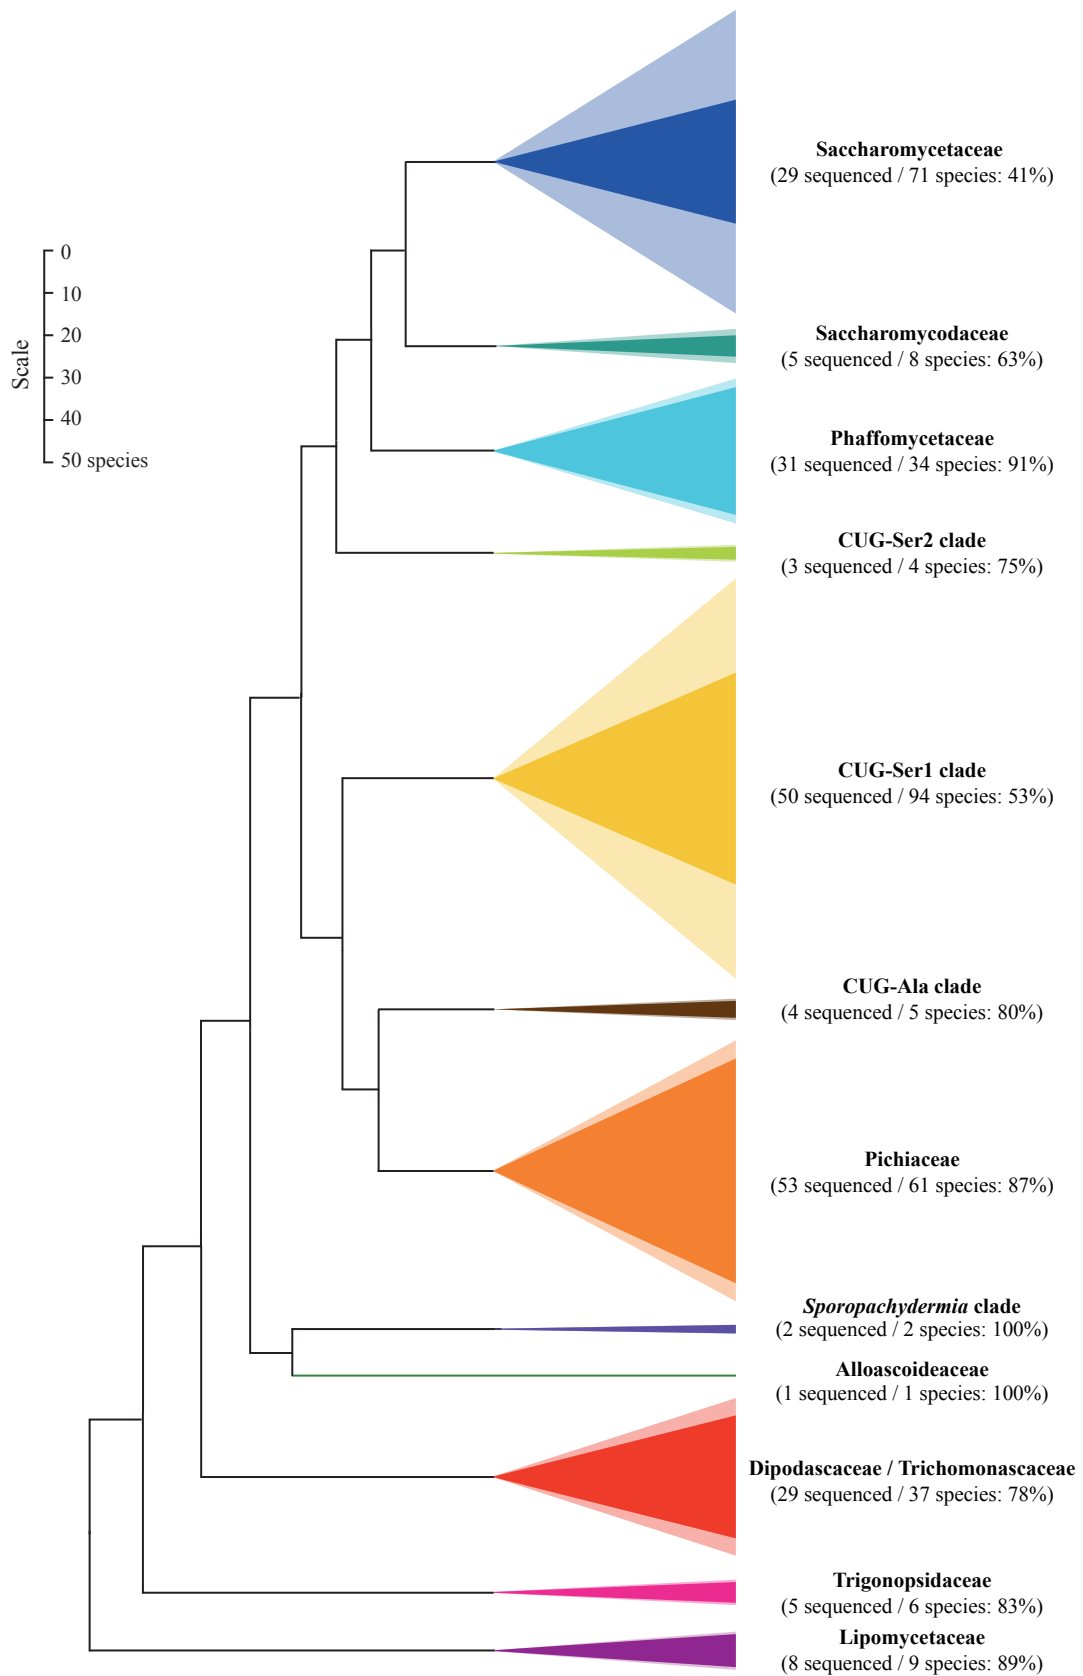 Saccharomycetaceae
(29 sequenced / 71 species: 41%)
Scale
0
10
20
30
40
50 species
Saccharomycodaceae
(5 sequenced / 8 species: 63%)
Phaffomycetaceae
(31 sequenced / 34 species: 91%)
CUG-Ser2 clade
(3 sequenced / 4 species: 75%)
CUG-Ser1 clade
(50 sequenced / 94 species: 53%)
CUG-Ala clade
(4 sequenced / 5 species: 80%)
Pichiaceae
(53 sequenced / 61 species: 87%)
Sporopachydermia clade
(2 sequenced / 2 species: 100%)
Alloascoideaceae
(1 sequenced / 1 species: 100%)
Dipodascaceae / Trichomonascaceae
(29 sequenced / 37 species: 78%)
Trigonopsidaceae
(5 sequenced / 6 species: 83%)
Lipomycetaceae
(8 sequenced / 9 species: 89%)